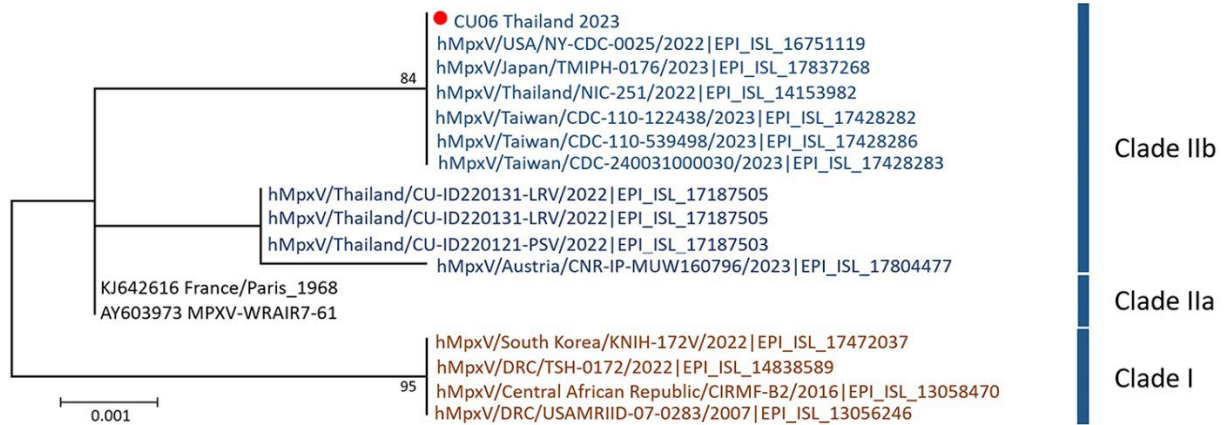 CU06 Thailand 2023
hMpxV/USA/NY-CDC-0025/2022|EPI_ISL_16751119
hMpxV/Japan/TMIPH-0176/2023|EPI_ISL_17837268
84
hMpxV/Thailand/NIC-251/2022|EPI_ISL_14153982
hMpxV/Taiwan/CDC-110-122438/2023|EPI_ISL_17428282
hMpxV/Taiwan/CDC-110-539498/2023|EPI_ISL_17428286
Clade IIb
hMpxV/Taiwan/CDC-240031000030/2023|EPI_ISL_17428283
hMpxV/Thailand/CU-ID220131-LRV/2022|EPI_ISL_17187505
hMpxV/Thailand/CU-ID220131-LRV/2022|EPI_ISL_17187505
hMpxV/Thailand/CU-ID220121-PSV/2022|EPI_ISL_17187503
hMpxV/Austria/CNR-IP-MUW160796/2023|EPI_ISL_17804477
KJ642616 France/Paris_1968
Clade IIa
AY603973 MPXV-WRAIR7-61
hMpxV/South Korea/KNIH-172V/2022|EPI_ISL_17472037
hMpxV/DRC/TSH-0172/2022|EPI_ISL_14838589
Clade I
95
hMpxV/Central African Republic/CIRMF-B2/2016|EPI_ISL_13058470
hMpxV/DRC/USAMRIID-07-0283/2007|EPI_ISL_13056246
0.001